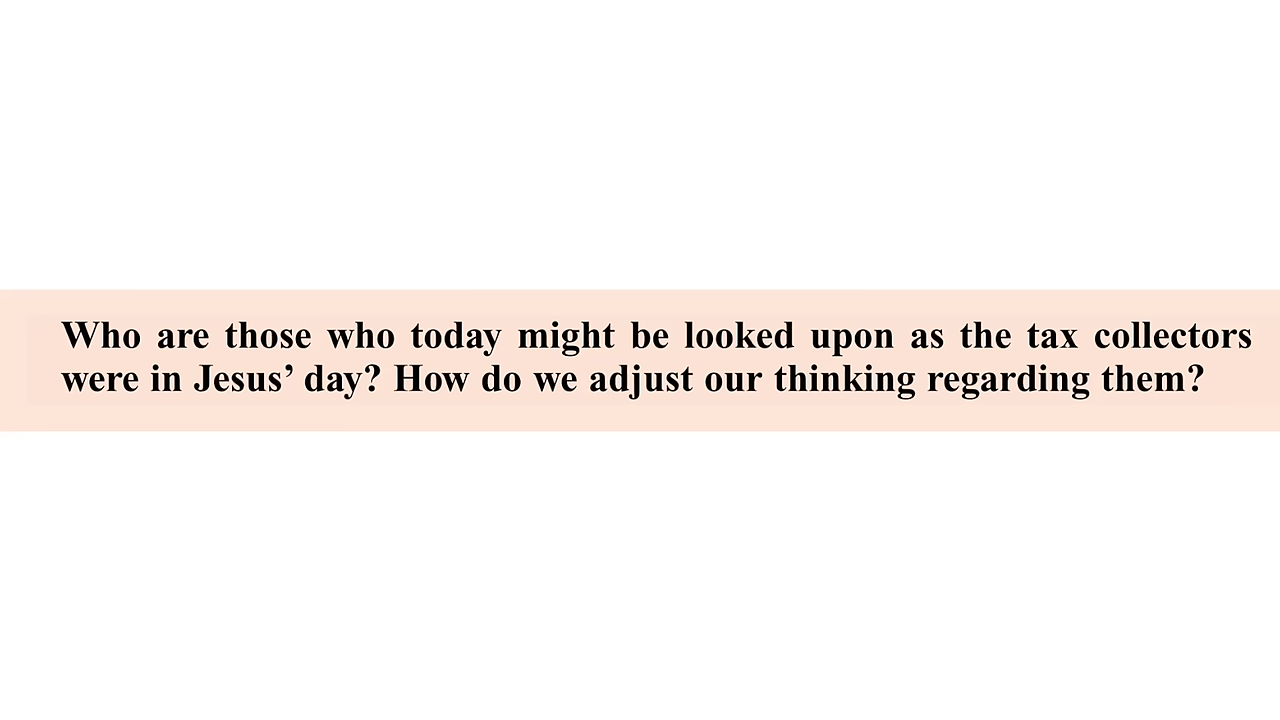 Who are those who today might be looked upon as the tax collectors
were in Jesus’ day? How do we adjust our thinking regarding them?